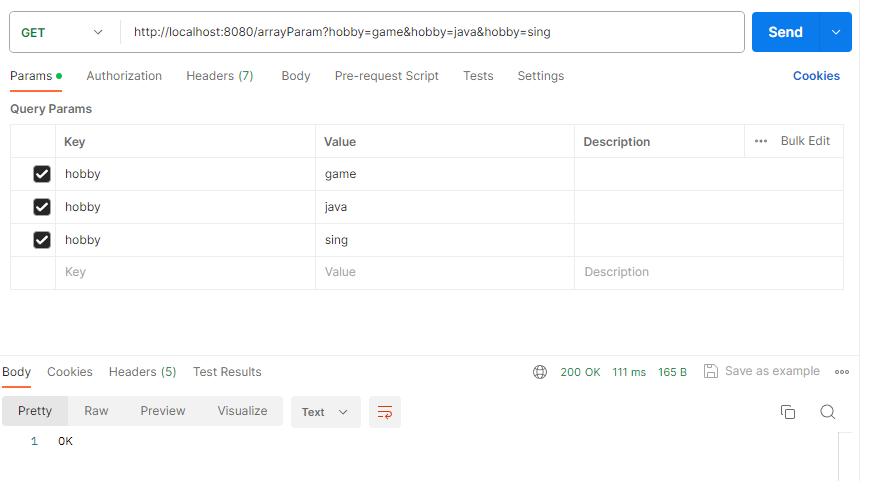 GET http://localhost:8080/arrayParam?hobby=game&hobby=java&hobby=sing Send
Params Authorization Headers (7) Body Pre-request Script Tests Settings Cookies
Query Params
Key Value Description Bulk Edit
hobby game
hobby java
hobby sing
Key Value Description
Body Cookies Headers (5) Test Results 200 OK 111 ms 165 B Save as example
Pretty Raw Preview Visualize Text
1 OK